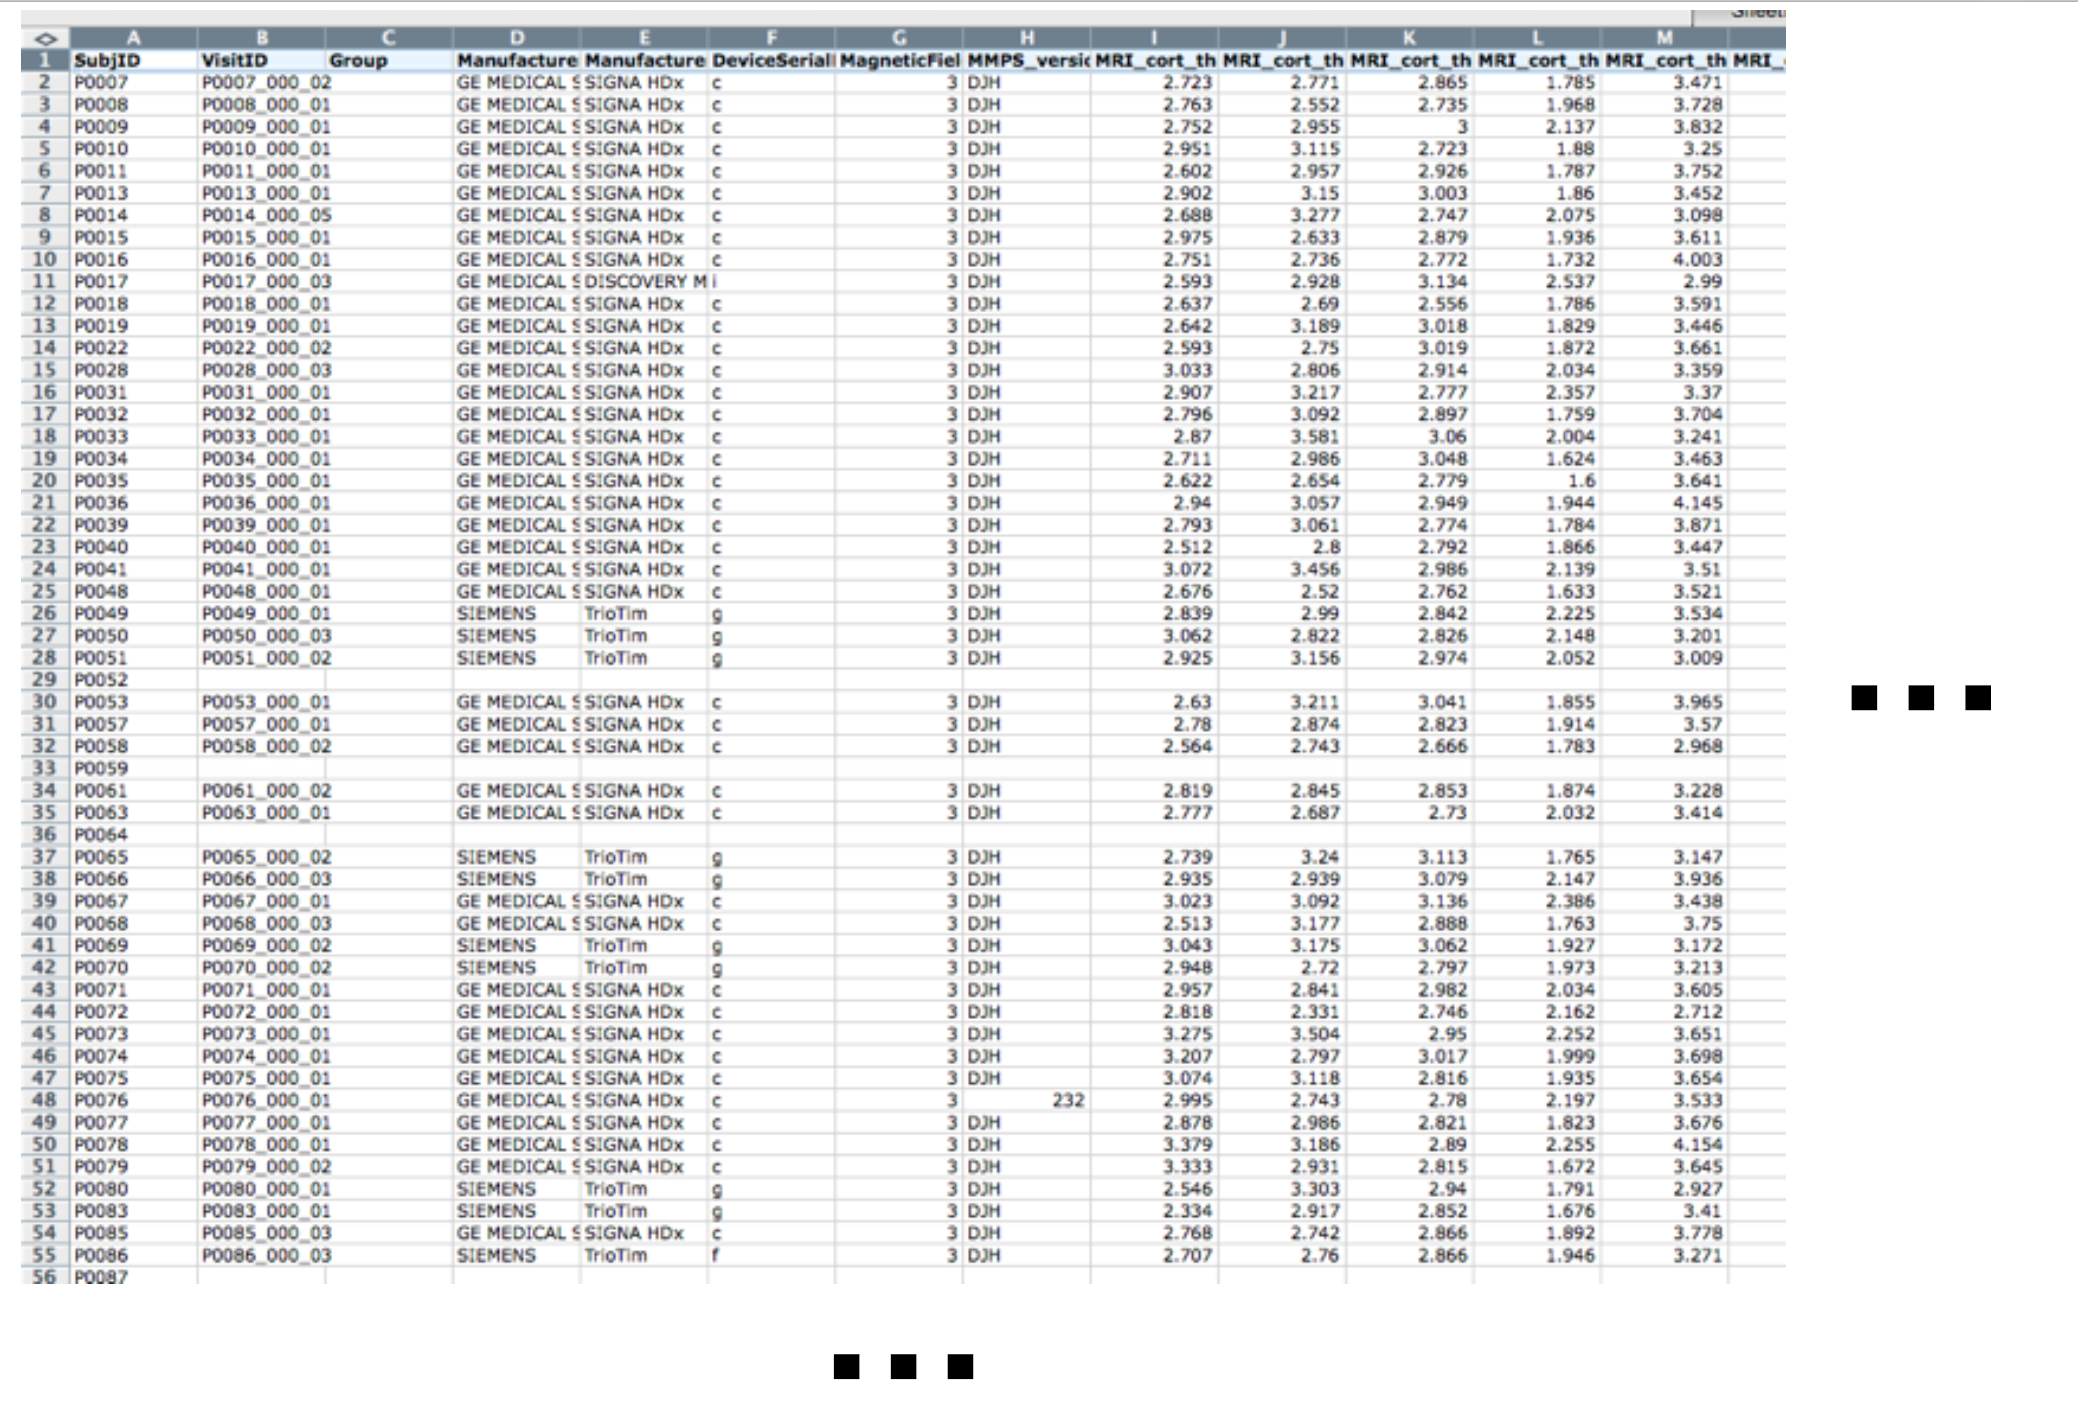 A B C D E F G H I J K L M
1 SubjID VisitID Group Manufacture Manufacture DeviceSerial MagneticFiel MMPS_versic MRI_cort_th MRI_cort_th MRI_cort_th MRI_cort_th MRI_cort_th MRI_
2 P0007 P0007_000_02 GE MEDICAL S SIGNA HDx c 3 DJH 2.723 2.771 2.865 1.785 3.471
3 P0008 P0008_000_01 GE MEDICAL S SIGNA HDx c 3 DJH 2.763 2.552 2.735 1.968 3.728
4 P0009 P0009_000_01 GE MEDICAL S SIGNA HDx c 3 DJH 2.752 2.955 3 2.137 3.832
5 P0010 P0010_000_01 GE MEDICAL S SIGNA HDx c 3 DJH 2.951 3.115 2.723 1.88 3.25
6 P0011 P0011_000_01 GE MEDICAL S SIGNA HDx c 3 DJH 2.602 2.957 2.926 1.787 3.752
7 P0013 P0013_000_01 GE MEDICAL S SIGNA HDx c 3 DJH 2.902 3.15 3.003 1.86 3.452
8 P0014 P0014_000_05 GE MEDICAL S SIGNA HDx c 3 DJH 2.688 3.277 2.747 2.075 3.098
9 P0015 P0015_000_01 GE MEDICAL S SIGNA HDx c 3 DJH 2.975 2.633 2.879 1.936 3.611
10 P0016 P0016_000_01 GE MEDICAL S SIGNA HDx c 3 DJH 2.751 2.736 2.772 1.732 4.003
11 P0017 P0017_000_03 GE MEDICAL S DISCOVERY M i 3 DJH 2.593 2.928 3.134 2.537 2.99
12 P0018 P0018_000_01 GE MEDICAL S SIGNA HDx c 3 DJH 2.637 2.69 2.556 1.786 3.591
13 P0019 P0019_000_01 GE MEDICAL S SIGNA HDx c 3 DJH 2.642 3.189 3.018 1.829 3.446
14 P0022 P0022_000_02 GE MEDICAL S SIGNA HDx c 3 DJH 2.593 2.75 3.019 1.872 3.661
15 P0028 P0028_000_03 GE MEDICAL S SIGNA HDx c 3 DJH 3.033 2.806 2.914 2.034 3.359
16 P0031 P0031_000_01 GE MEDICAL S SIGNA HDx c 3 DJH 2.907 3.217 2.777 2.357 3.37
17 P0032 P0032_000_01 GE MEDICAL S SIGNA HDx c 3 DJH 2.796 3.092 2.897 1.759 3.704
18 P0033 P0033_000_01 GE MEDICAL S SIGNA HDx c 3 DJH 2.87 3.581 3.06 2.004 3.241
19 P0034 P0034_000_01 GE MEDICAL S SIGNA HDx c 3 DJH 2.711 2.986 3.048 1.624 3.463
20 P0035 P0035_000_01 GE MEDICAL S SIGNA HDx c 3 DJH 2.622 2.654 2.779 1.6 3.641
21 P0036 P0036_000_01 GE MEDICAL S SIGNA HDx c 3 DJH 2.94 3.057 2.949 1.944 4.145
22 P0039 P0039_000_01 GE MEDICAL S SIGNA HDx c 3 DJH 2.793 3.061 2.774 1.784 3.871
23 P0040 P0040_000_01 GE MEDICAL S SIGNA HDx c 3 DJH 2.512 2.8 2.792 1.866 3.447
24 P0041 P0041_000_01 GE MEDICAL S SIGNA HDx c 3 DJH 3.072 3.456 2.986 2.139 3.51
25 P0048 P0048_000_01 GE MEDICAL S SIGNA HDx c 3 DJH 2.676 2.52 2.762 1.633 3.521
26 P0049 P0049_000_01 SIEMENS TrioTim g 3 DJH 2.839 2.99 2.842 2.225 3.534
27 P0050 P0050_000_03 SIEMENS TrioTim g 3 DJH 3.062 2.822 2.826 2.148 3.201
28 P0051 P0051_000_02 SIEMENS TrioTim g 3 DJH 2.925 3.156 2.974 2.052 3.009
29 P0052
30 P0053 P0053_000_01 GE MEDICAL S SIGNA HDx c 3 DJH 2.63 3.211 3.041 1.855 3.965
31 P0057 P0057_000_01 GE MEDICAL S SIGNA HDx c 3 DJH 2.78 2.874 2.823 1.914 3.57
32 P0058 P0058_000_02 GE MEDICAL S SIGNA HDx c 3 DJH 2.564 2.743 2.666 1.783 2.968
33 P0059
34 P0061 P0061_000_02 GE MEDICAL S SIGNA HDx c 3 DJH 2.819 2.845 2.853 1.874 3.228
35 P0063 P0063_000_01 GE MEDICAL S SIGNA HDx c 3 DJH 2.777 2.687 2.73 2.032 3.414
36 P0064
37 P0065 P0065_000_02 SIEMENS TrioTim g 3 DJH 2.739 3.24 3.113 1.765 3.147
38 P0066 P0066_000_03 SIEMENS TrioTim g 3 DJH 2.935 2.939 3.079 2.147 3.936
39 P0067 P0067_000_01 GE MEDICAL S SIGNA HDx c 3 DJH 3.023 3.092 3.136 2.386 3.438
40 P0068 P0068_000_03 GE MEDICAL S SIGNA HDx c 3 DJH 2.513 3.177 2.888 1.763 3.75
41 P0069 P0069_000_02 SIEMENS TrioTim g 3 DJH 3.043 3.175 3.062 1.927 3.172
42 P0070 P0070_000_02 SIEMENS TrioTim g 3 DJH 2.948 2.72 2.797 1.973 3.213
43 P0071 P0071_000_01 GE MEDICAL S SIGNA HDx c 3 DJH 2.957 2.841 2.982 2.034 3.605
44 P0072 P0072_000_01 GE MEDICAL S SIGNA HDx c 3 DJH 2.818 2.331 2.746 2.162 2.712
45 P0073 P0073_000_01 GE MEDICAL S SIGNA HDx c 3 DJH 3.275 3.504 2.95 2.252 3.651
46 P0074 P0074_000_01 GE MEDICAL S SIGNA HDx c 3 DJH 3.207 2.797 3.017 1.999 3.698
47 P0075 P0075_000_01 GE MEDICAL S SIGNA HDx c 3 DJH 3.074 3.118 2.816 1.935 3.654
48 P0076 P0076_000_01 GE MEDICAL S SIGNA HDx c 3 232 2.995 2.743 2.78 2.197 3.533
49 P0077 P0077_000_01 GE MEDICAL S SIGNA HDx c 3 DJH 2.878 2.986 2.821 1.823 3.676
50 P0078 P0078_000_01 GE MEDICAL S SIGNA HDx c 3 DJH 3.379 3.186 2.89 2.255 4.154
51 P0079 P0079_000_02 GE MEDICAL S SIGNA HDx c 3 DJH 3.333 2.931 2.815 1.672 3.645
52 P0080 P0080_000_01 SIEMENS TrioTim g 3 DJH 2.546 3.303 2.94 1.791 2.927
53 P0083 P0083_000_01 SIEMENS TrioTim g 3 DJH 2.334 2.917 2.852 1.676 3.41
54 P0085 P0085_000_03 GE MEDICAL S SIGNA HDx c 3 DJH 2.768 2.742 2.866 1.892 3.778
55 P0086 P0086_000_03 SIEMENS TrioTim f 3 DJH 2.707 2.76 2.866 1.946 3.271
56 P0087